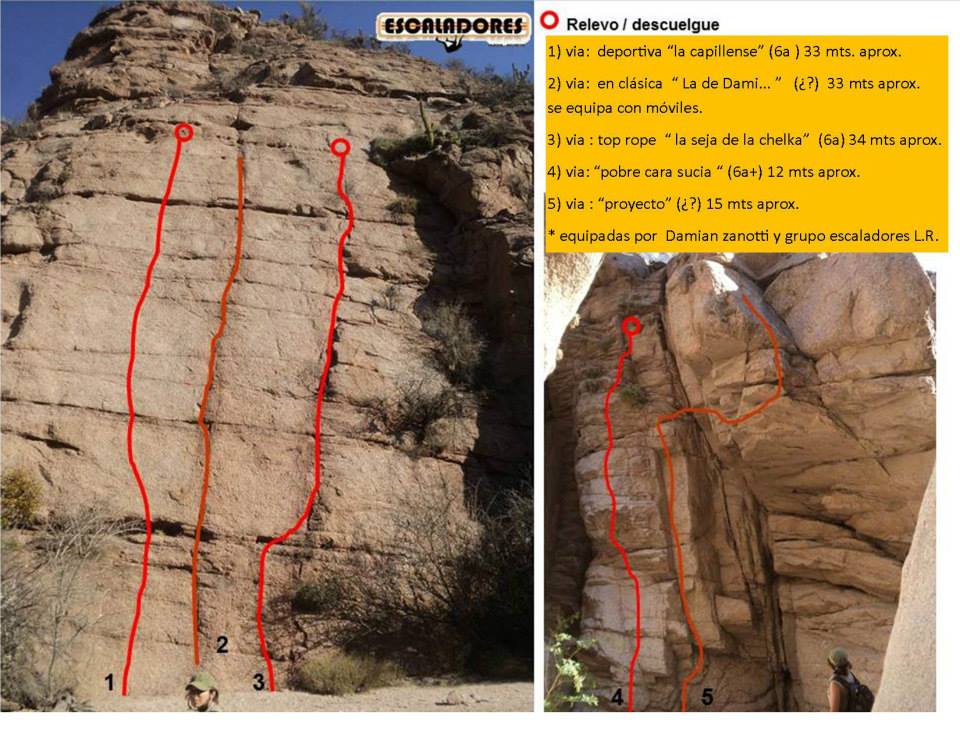 ESCALADORES
Relevo / descuelgue
1) via: deportiva “la capillense” (6a ) 33 mts. aprox.
2) via: en clásica “ La de Dami... ” (¿?) 33 mts aprox.
se equipa con móviles.
3) via : top rope “ la seja de la chelka” (6a) 34 mts aprox.
4) via: “pobre cara sucia “ (6a+) 12 mts aprox.
5) via : “proyecto” (¿?) 15 mts aprox.
* equipadas por Damian zanotti y grupo escaladores L.R.
1
2
3
4
5